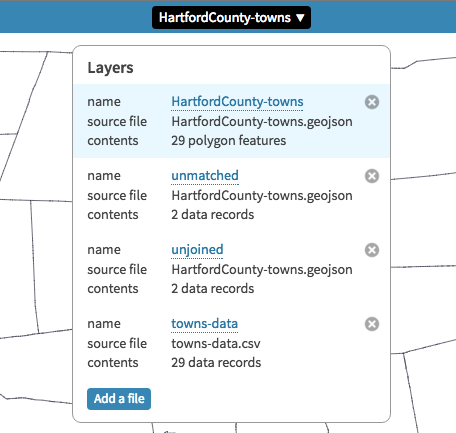 HartfordCounty-towns ▼
Layers
name HartfordCounty-towns
source file HartfordCounty-towns.geojson
contents 29 polygon features
name unmatched
source file HartfordCounty-towns.geojson
contents 2 data records
name unjoined
source file HartfordCounty-towns.geojson
contents 2 data records
name towns-data
source file towns-data.csv
contents 29 data records
Add a file